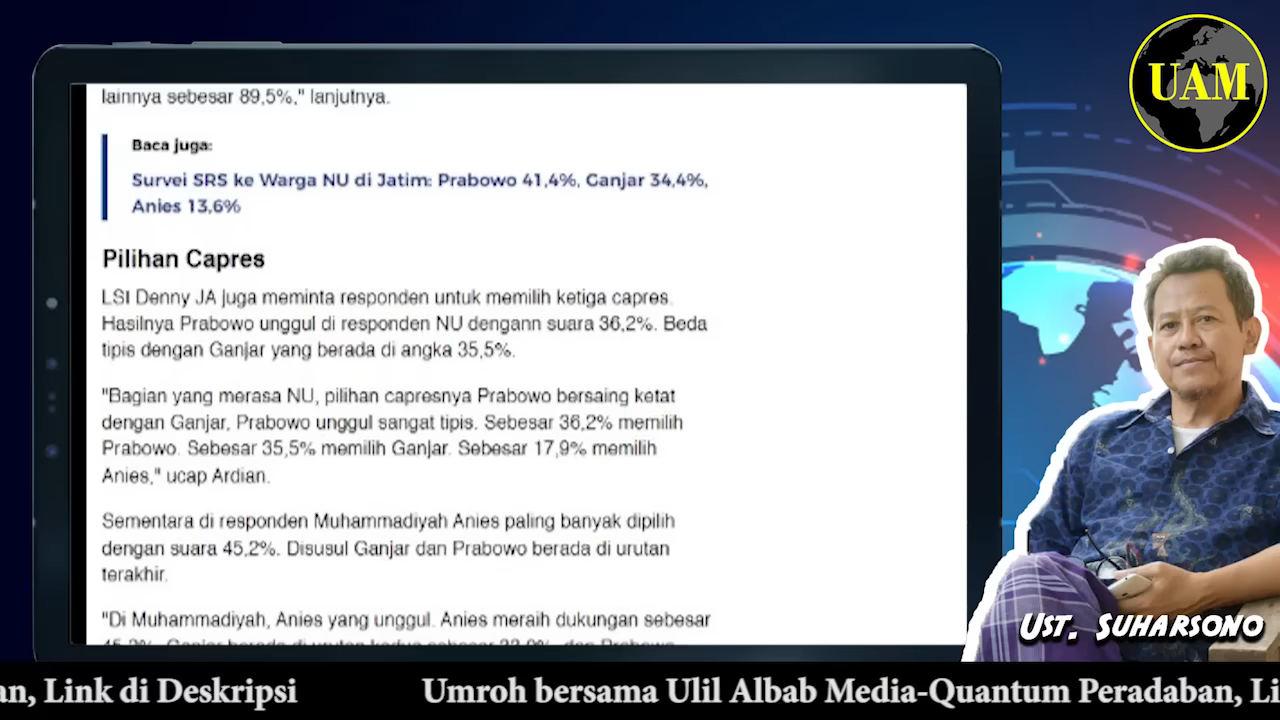 lainnya sebesar 89,5%," lanjutnya.
Baca juga:
Survei SRS ke Warga NU di Jatim: Prabowo 41,4%, Ganjar 34,4%,
Anies 13,6%
Pilihan Capres
LSI Denny JA juga meminta responden untuk memilih ketiga capres.
Hasilnya Prabowo unggul di responden NU dengann suara 36,2%. Beda
tipis dengan Ganjar yang berada di angka 35,5%.
"Bagian yang merasa NU, pilihan capresnya Prabowo bersaing ketat
dengan Ganjar, Prabowo unggul sangat tipis. Sebesar 36,2% memilih
Prabowo. Sebesar 35,5% memilih Ganjar. Sebesar 17,9% memilih
Anies," ucap Ardian.
Sementara di responden Muhammadiyah Anies paling banyak dipilih
dengan suara 45,2%. Disusul Ganjar dan Prabowo berada di urutan
terakhir.
"Di Muhammadiyah, Anies yang unggul. Anies meraih dukungan sebesar
UAM
UST. SUHARSONO
an, Link di Deskripsi
Umroh bersama Ulil Albab Media-Quantum Peradaban, Li